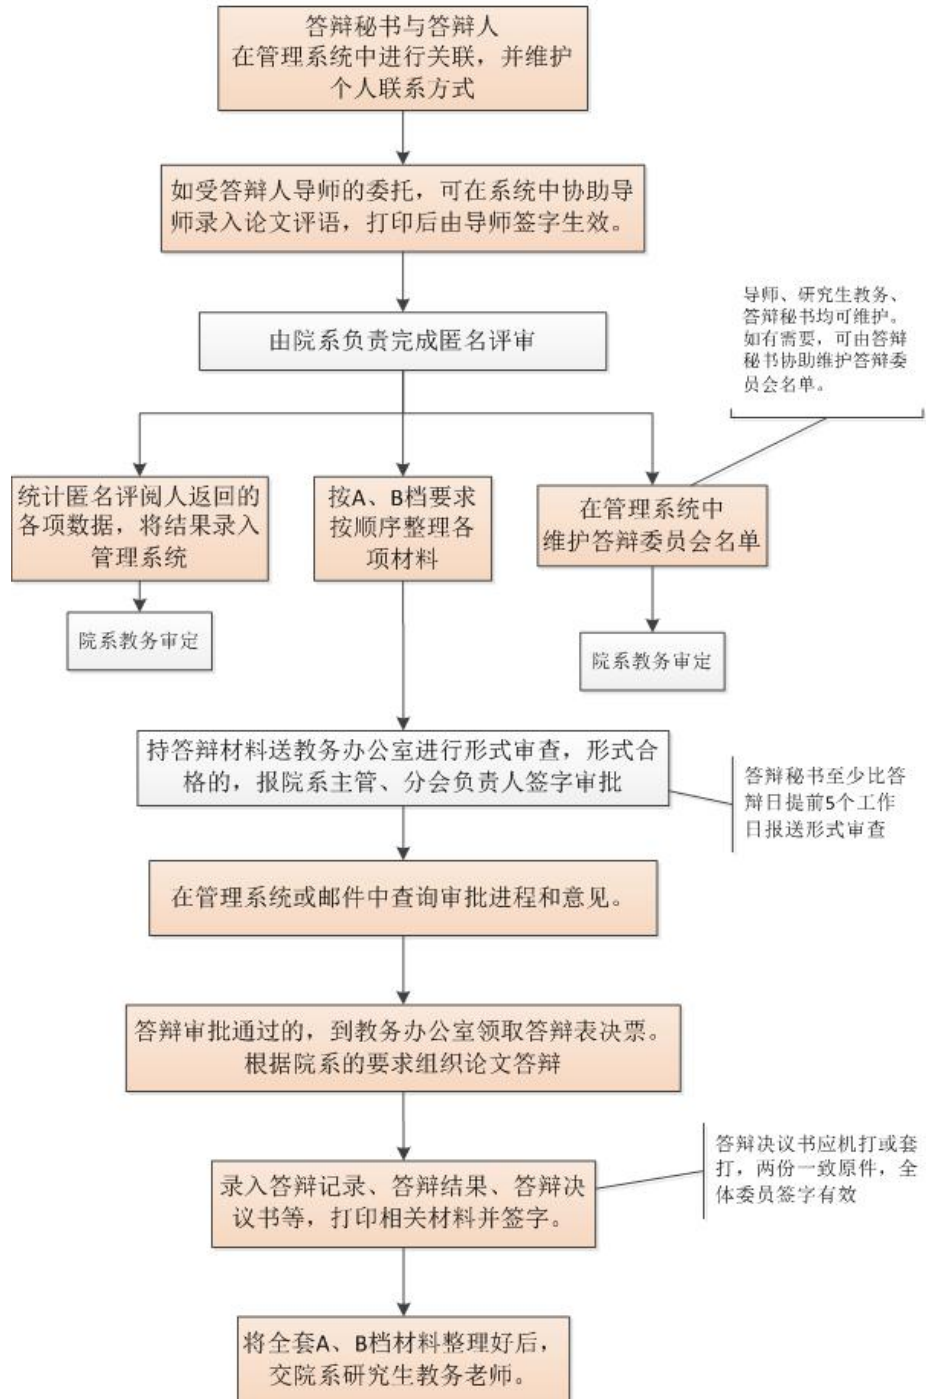 答辩秘书与答辩人
在管理系统中进行关联，并维护
个人联系方式
如受答辩人导师的委托，可在系统中协助导
师录入论文评语，打印后由导师签字生效。
由院系负责完成匿名评审
导师、研究生教务、
答辩秘书均可维护。
如有需要，可由答辩
秘书协助维护答辩委
员会名单。
统计匿名评阅人返回的
各项数据，将结果录入
管理系统
按A、B档要求
按顺序整理各
项材料
在管理系统中
维护答辩委员会名单
院系教务审定
院系教务审定
持答辩材料送教务办公室进行形式审查，形式合
格的，报院系主管、分会负责人签字审批
答辩秘书至少比答
辩日提前5个工作
日报送形式审查
在管理系统或邮件中查询审批进程和意见。
答辩审批通过的，到教务办公室领取答辩表决票。
根据院系的要求组织论文答辩
录入答辩记录、答辩结果、答辩决
议书等，打印相关材料并签字。
答辩决议书应机打或套
打，两份一致原件，全
体委员签字有效
将全套A、B档材料整理好后，
交院系研究生教务老师。